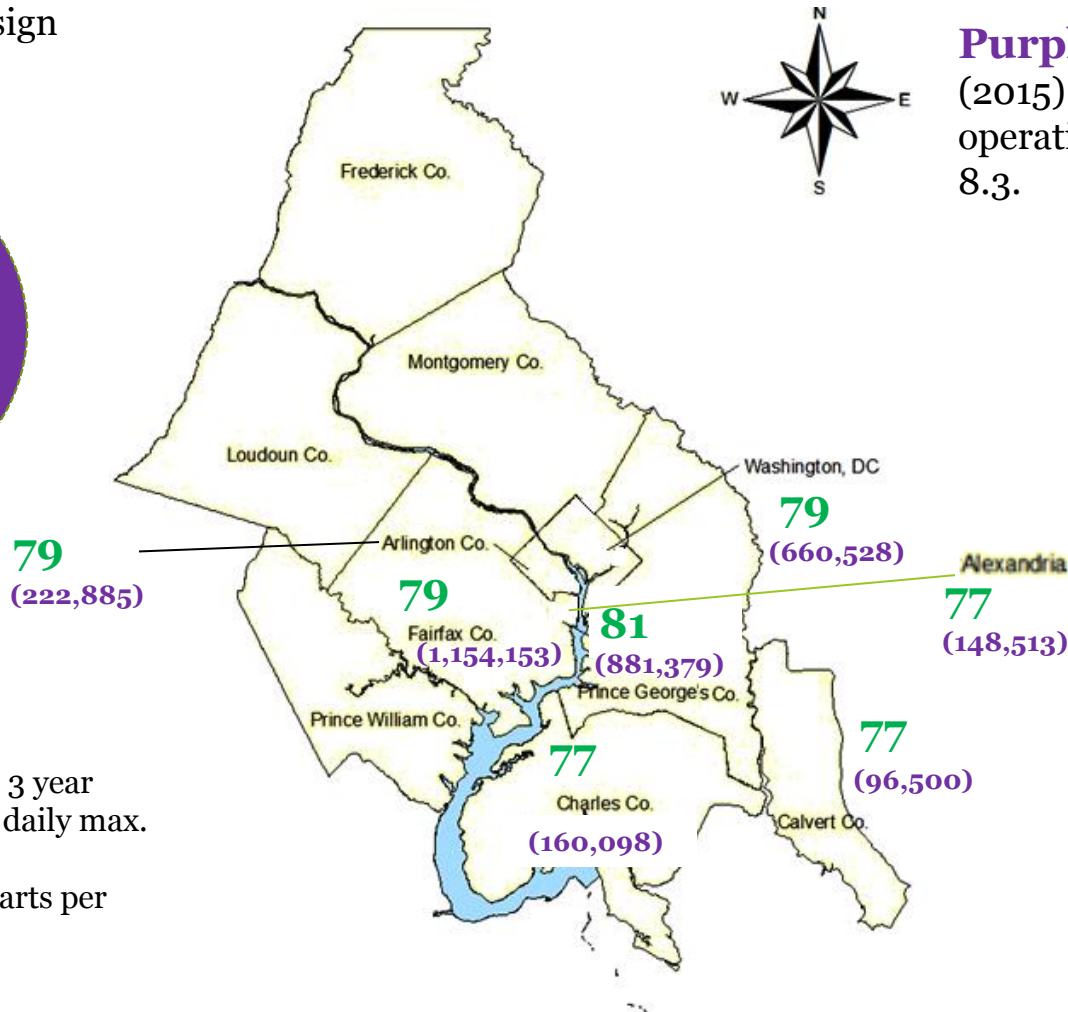 sign
N
W
E
S
Purpl
(2015)
operati
8.3.
Frederick Co.
Montgomery Co.
Loudoun Co.
Washington, DC
79
(660,528)
Arlington Co.
79
(222,885)
Alexandria
77
(148,513)
79
Fairfax Co.
(1,154,153)
81
(881,379)
Prince George's Co.
Prince William Co.
77
Charles Co.
(160,098)
77
(96,500)
Calvert Co.
3 year
daily max.
arts per